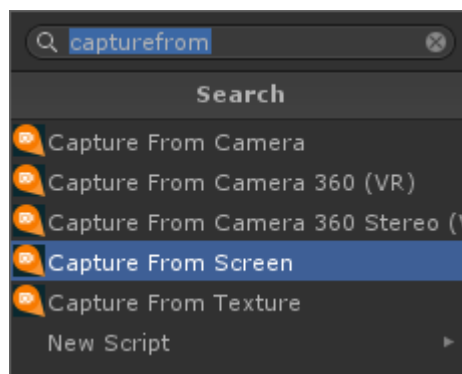 capturefrom
Search
Capture From Camera
Capture From Camera 360 (VR)
Capture From Camera 360 Stereo (
Capture From Screen
Capture From Texture
New Script